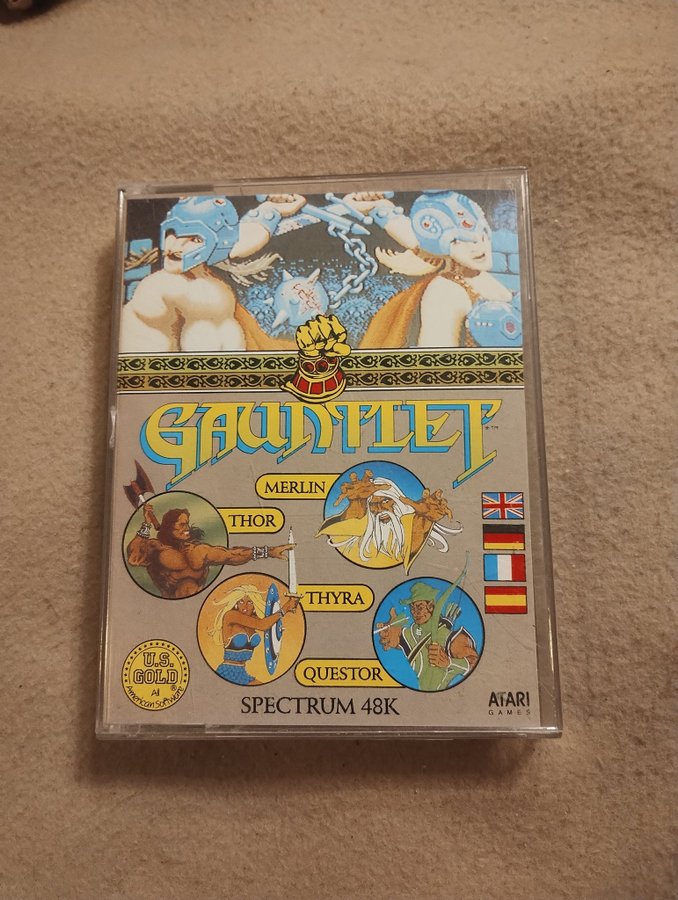 GAUNTLET *™
MERLIN
THOR
THYRA
QUESTOR
U.S.
GOLD®
All
American Software
SPECTRUM 48K
ATARI
GAMES